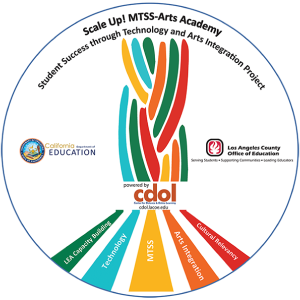 Scale Up! MTSS-Arts Academy
Student Success through Technology and Arts Integration Project
California Department of
EDUCATION
Los Angeles County
Office of Education
Serving Students • Supporting Communities • Leading Educators
powered by
cdol
cdol.lacoe.edu
LEA Capacity Building
Technology
MTSS
Arts Integration
Cultural Relevancy